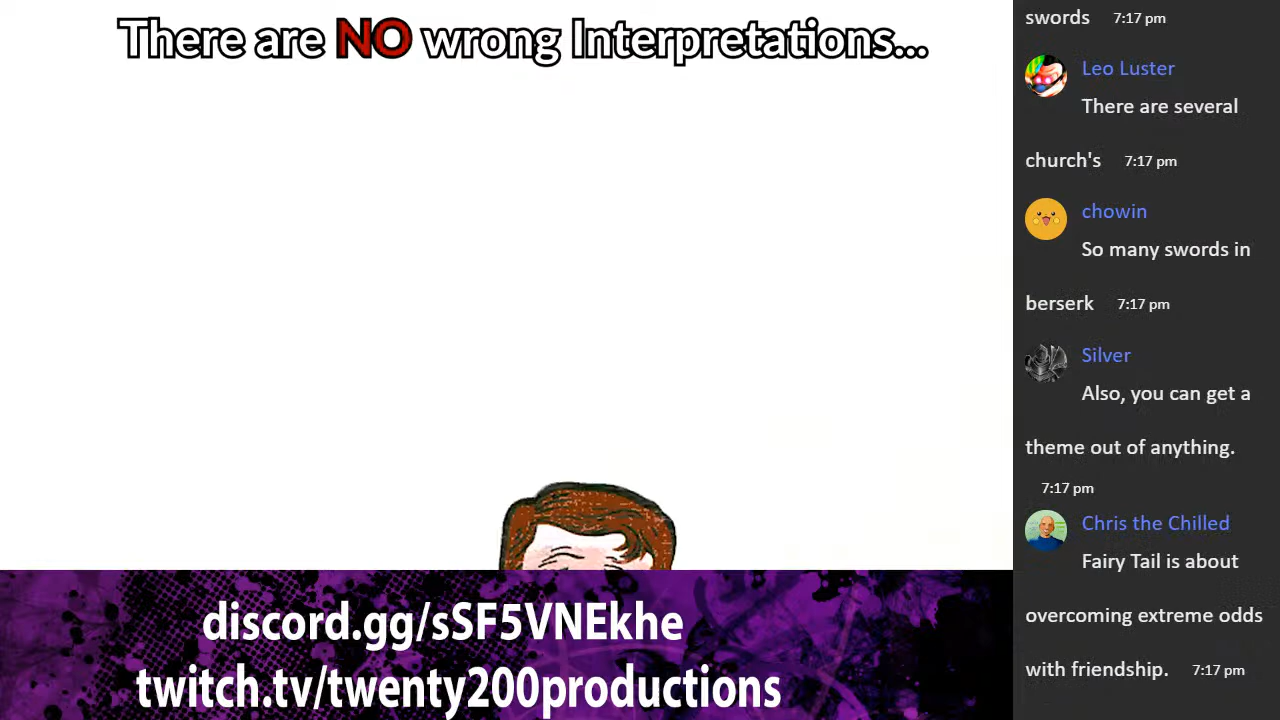 There are NO wrong Interpretations...
discord.gg/sSF5VNEkhe
twitch.tv/twenty200productions
swords 7:17 pm
Leo Luster
There are several
church's 7:17 pm
chowin
So many swords in
berserk 7:17 pm
Silver
Also, you can get a
theme out of anything.
7:17 pm
Chris the Chilled
Fairy Tail is about
overcoming extreme odds
with friendship. 7:17 pm